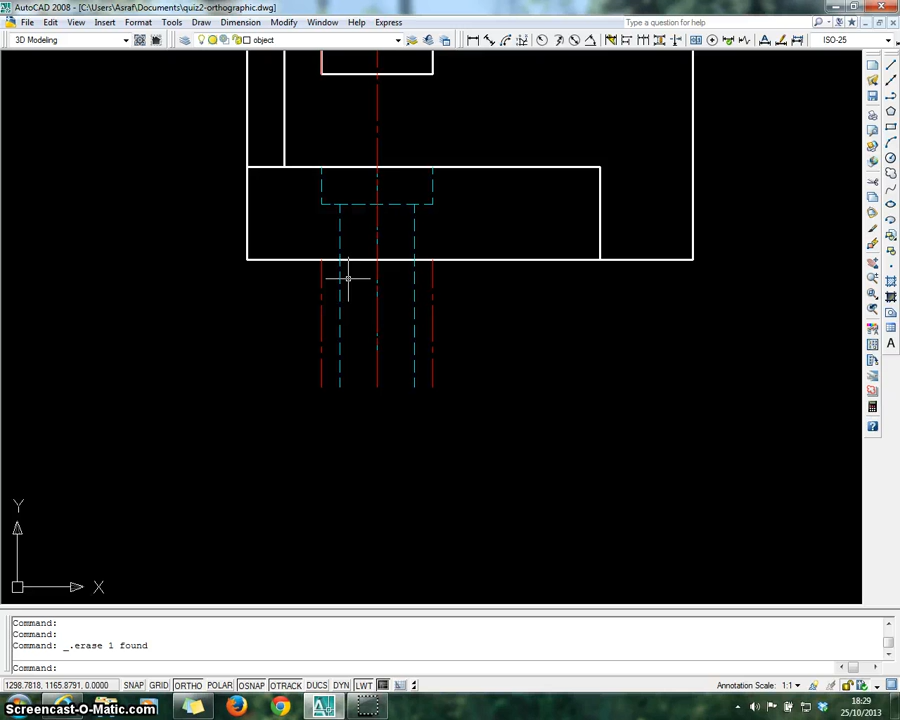 AutoCAD 2008 - [C:\Users\Asraf\Documents\quiz2-orthographic.dwg]
File Edit View Insert Format Tools Draw Dimension Modify Window Help Express
Type a question for help
3D Modeling
object
ISO-25
A
Y
X
Command:
Command:
Command: _.erase 1 found
Command:
1298.7818, 1165.8791, 0.0000 SNAP GRID ORTHO POLAR OSNAP OTRACK DUCS DYN LWT
Annotation Scale: 1:1
Screencast-O-Matic.com
18:29
25/10/2013